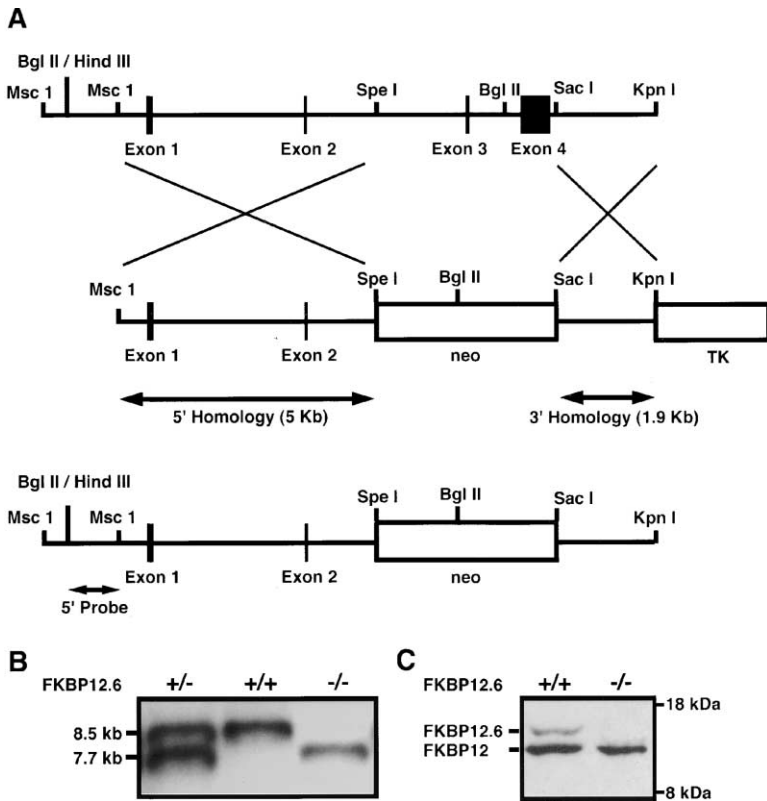 A
Bgl II / Hind III
Msc 1 Msc 1 Spe I Bgl II Sac I Kpn I
Exon 1 Exon 2 Exon 3 Exon 4
Msc 1 Spe I Bgl II Sac I Kpn I
Exon 1 Exon 2 neo TK
5' Homology (5 Kb) 3' Homology (1.9 Kb)
Bgl II / Hind III
Msc 1 Msc 1 Spe I Bgl II Sac I Kpn I
Exon 1 Exon 2 neo
5' Probe
B
FKBP12.6 +/- +/+ -/-
8.5 kb
7.7 kb
C
FKBP12.6 +/+ -/-
18 kDa
FKBP12.6
FKBP12
8 kDa